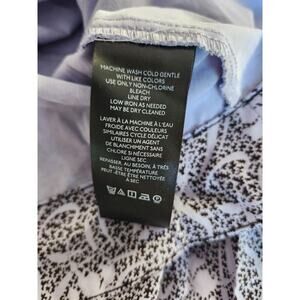 MACHINE WASH COLD GENTLE
WITH LIKE COLORS
USE ONLY NON-CHLORINE
BLEACH
LINE DRY
LOW IRON AS NEEDED
MAY BE DRY CLEANED
LAVER À LA MACHINE À L'EAU
FROIDE AVEC COULEURS
SIMILAIRES CYCLE DÉLICAT
UTILISER UN AGENT
DE BLANCHIMENT SANS
CHLORE SI NÉCESSAIRE
LIGNE SEC
REPASSER, AU BESOIN, À TRÈS
BASSE TEMPÉRATURE
PEUT-ÊTRE ÊTRE NETTOYÉE
A SEC